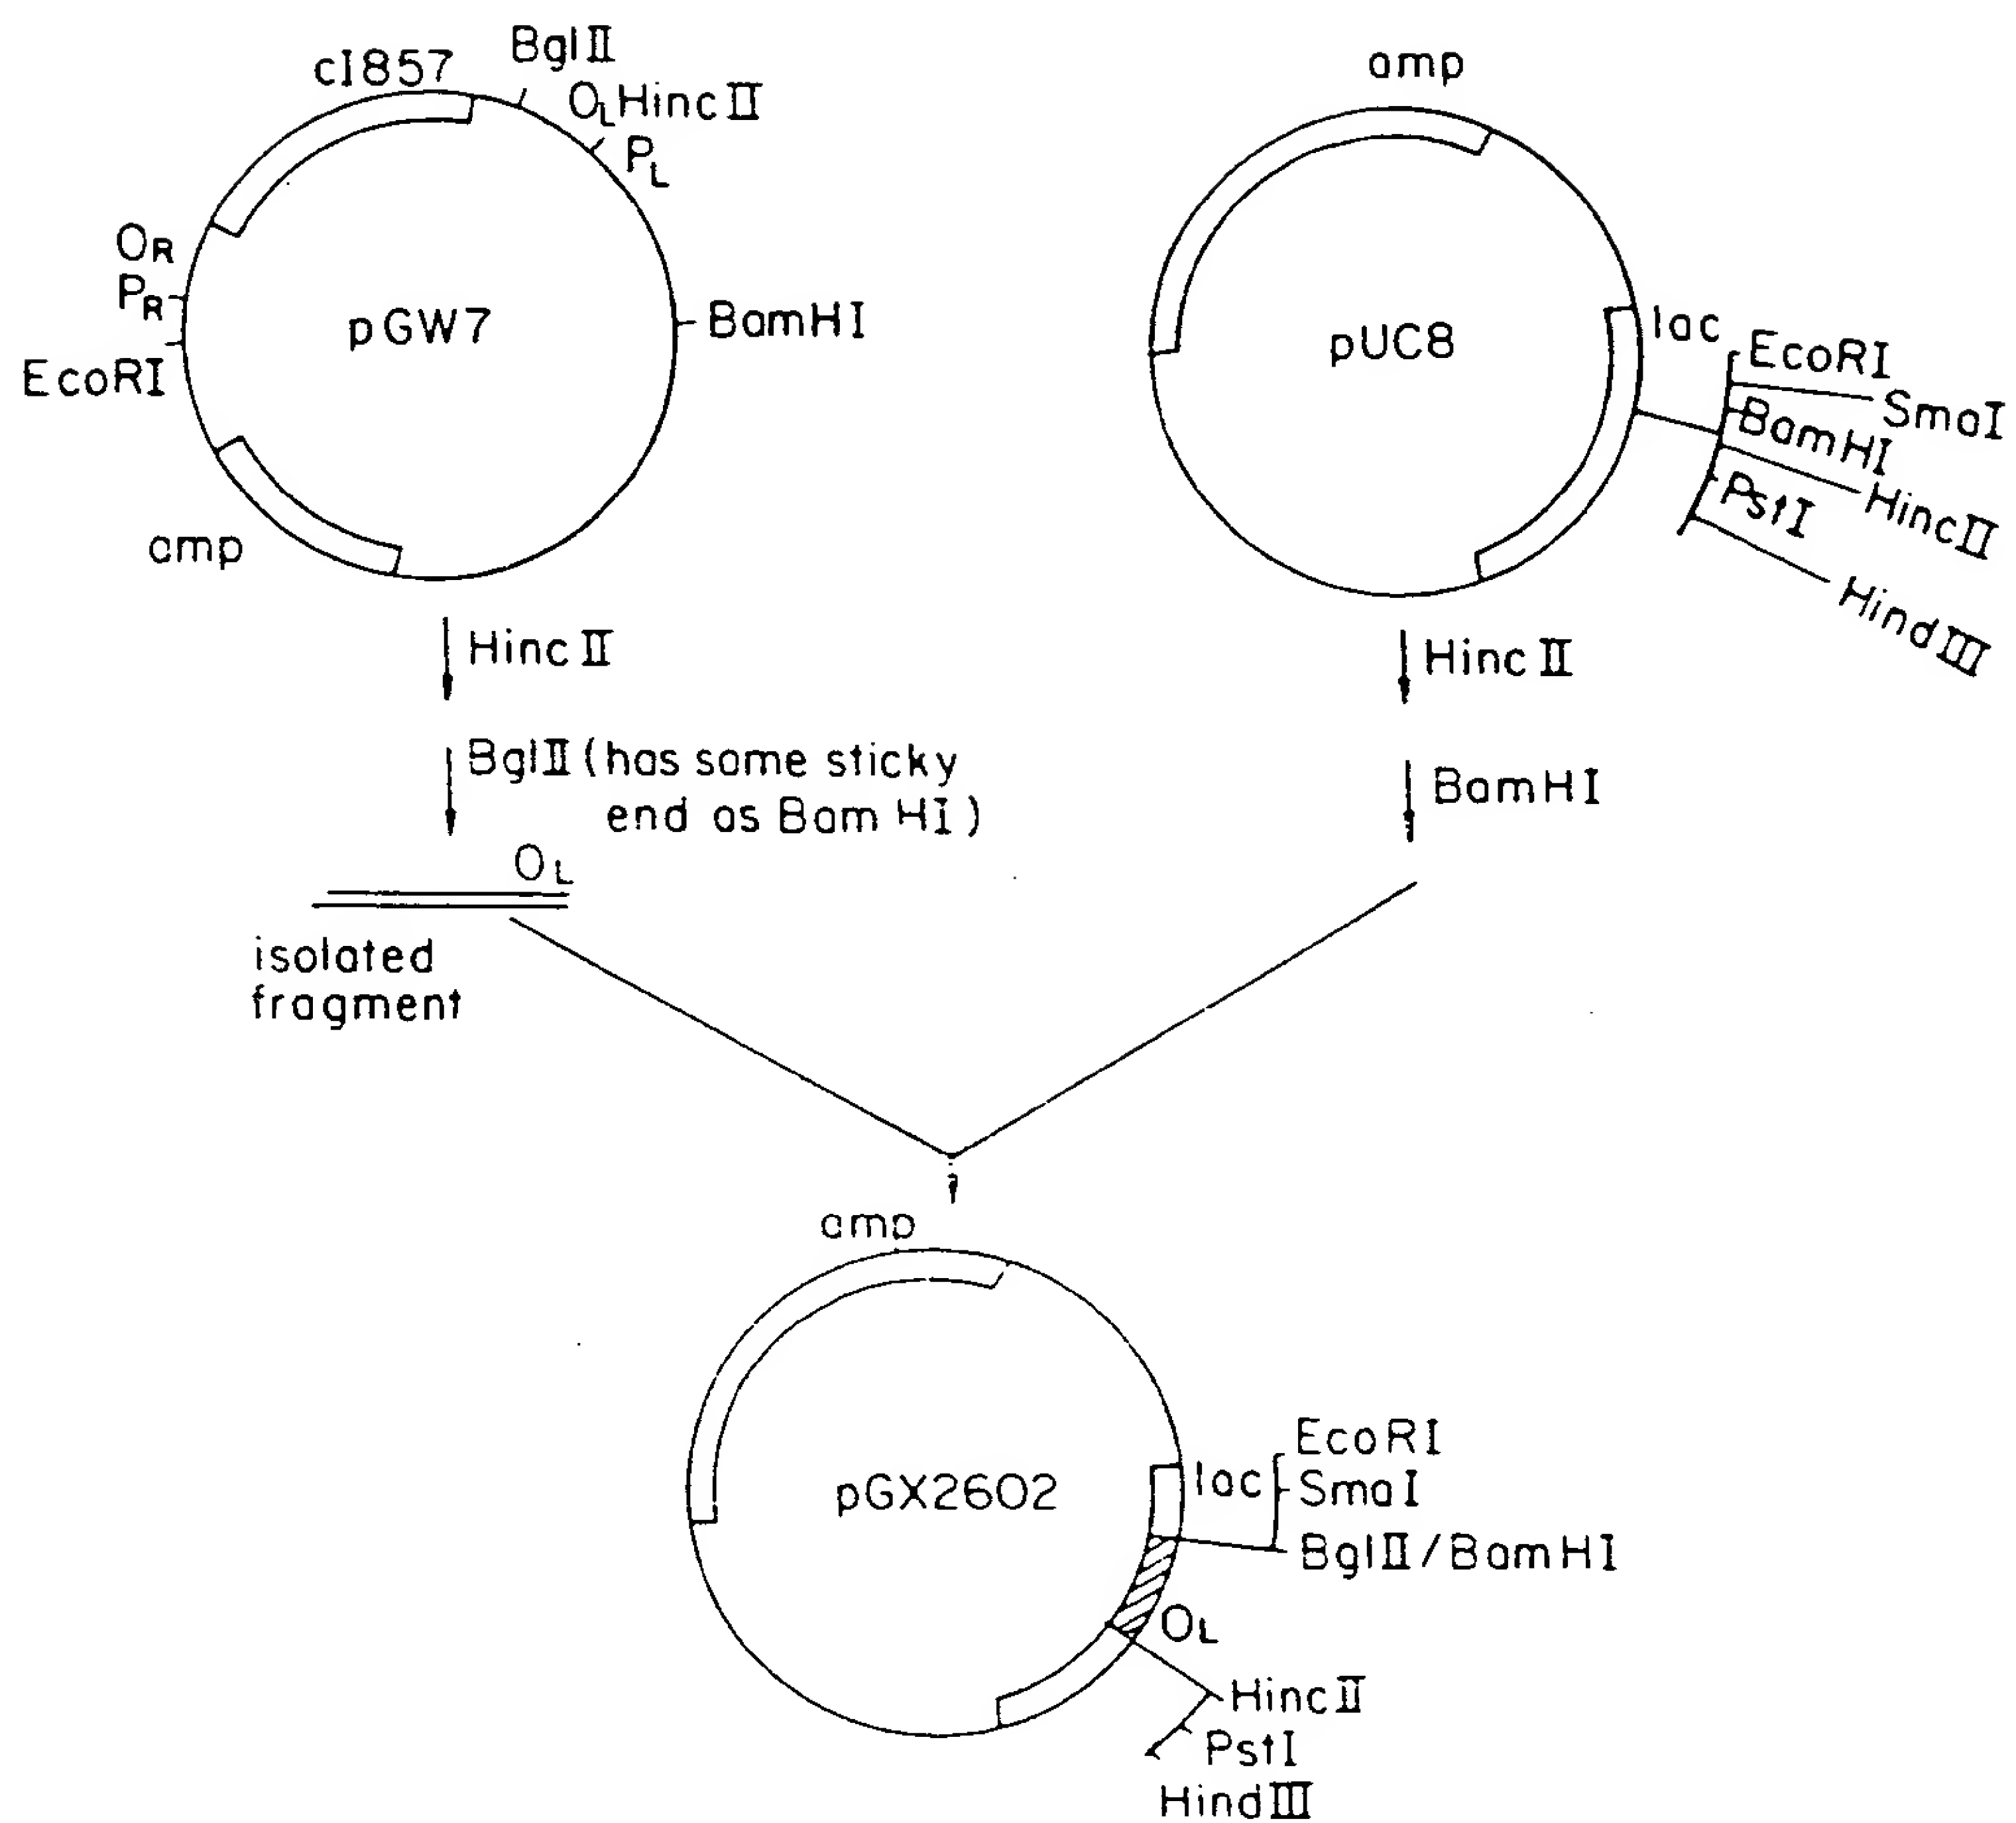 cI857
BglII
OL HincII
PL
OR
PR
pGW7
BamHI
EcoRI
amp
amp
pUC8
lac
EcoRI
SmaI
BamHI
HincII
PstI
HindIII
HincII
BglII (has same sticky
end as Bam HI)
OL
isolated
fragment
HincII
BamHI
amp
pGX2602
lac
EcoRI
SmaI
BglII/BamHI
OL
HincII
PstI
HindIII